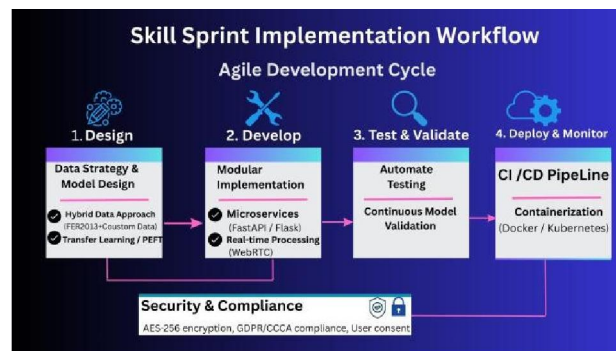 Skill Sprint Implementation Workflow
Agile Development Cycle
1. Design
Data Strategy &
Model Design
Hybrid Data Approach
(FER2013+Coustom Data)
Transfer Learning / PEFT
2. Develop
Modular
Implementation
Microservices
(FastAPI / Flask)
Real-time Processing
(WebRTC)
3. Test & Validate
Automate
Testing
Continuous Model
Validation
4. Deploy & Monitor
CI /CD PipeLine
Containerization
(Docker / Kubernetes)
Security & Compliance
AES-256 encryption, GDPR/CCCA compliance, User consent